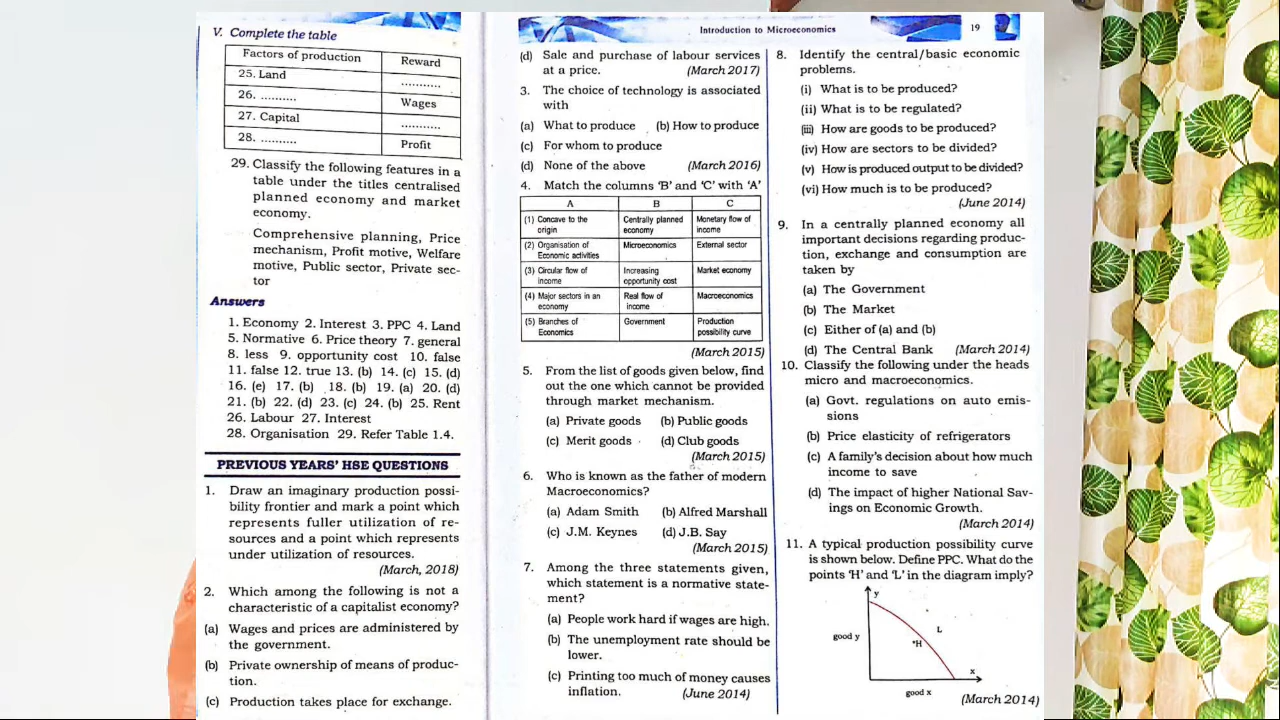 V. Complete the table
Factors of production Reward
25. Land ...........
26. .......... Wages
27. Capital ...........
28. .......... Profit
29. Classify the following features in a
table under the titles centralised
planned economy and market
economy.
Comprehensive planning, Price
mechanism, Profit motive, Welfare
motive, Public sector, Private sec-
tor
Answers
1. Economy 2. Interest 3. PPC 4. Land
5. Normative 6. Price theory 7. general
8. less 9. opportunity cost 10. false
11. false 12. true 13. (b) 14. (c) 15. (d)
16. (e) 17. (b) 18. (b) 19. (a) 20. (d)
21. (b) 22. (d) 23. (c) 24. (b) 25. Rent
26. Labour 27. Interest
28. Organisation 29. Refer Table 1.4.
PREVIOUS YEARS' HSE QUESTIONS
1. Draw an imaginary production possi-
bility frontier and mark a point which
represents fuller utilization of re-
sources and a point which represents
under utilization of resources.
(March, 2018)
2. Which among the following is not a
characteristic of a capitalist economy?
(a) Wages and prices are administered by
the government.
(b) Private ownership of means of produc-
tion.
(c) Production takes place for exchange.
Introduction to Microeconomics 19
(d) Sale and purchase of labour services
at a price. (March 2017)
3. The choice of technology is associated
with
(a) What to produce (b) How to produce
(c) For whom to produce
(d) None of the above (March 2016)
4. Match the columns 'B' and 'C' with 'A'
A B C
(1) Concave to the origin Centrally planned economy Monetary flow of income
(2) Organisation of Economic activities Microeconomics External sector
(3) Circular flow of income Increasing opportunity cost Market economy
(4) Major sectors in an economy Real flow of income Macroeconomics
(5) Branches of Economics Government Production possibility curve
(March 2015)
5. From the list of goods given below, find
out the one which cannot be provided
through market mechanism.
(a) Private goods (b) Public goods
(c) Merit goods (d) Club goods
(March 2015)
6. Who is known as the father of modern
Macroeconomics?
(a) Adam Smith (b) Alfred Marshall
(c) J.M. Keynes (d) J.B. Say
(March 2015)
7. Among the three statements given,
which statement is a normative state-
ment?
(a) People work hard if wages are high.
(b) The unemployment rate should be
lower.
(c) Printing too much of money causes
inflation. (June 2014)
8. Identify the central/basic economic
problems.
(i) What is to be produced?
(ii) What is to be regulated?
(iii) How are goods to be produced?
(iv) How are sectors to be divided?
(v) How is produced output to be divided?
(vi) How much is to be produced?
(June 2014)
9. In a centrally planned economy all
important decisions regarding produc-
tion, exchange and consumption are
taken by
(a) The Government
(b) The Market
(c) Either of (a) and (b)
(d) The Central Bank (March 2014)
10. Classify the following under the heads
micro and macroeconomics.
(a) Govt. regulations on auto emis-
sions
(b) Price elasticity of refrigerators
(c) A family's decision about how much
income to save
(d) The impact of higher National Sav-
ings on Economic Growth.
(March 2014)
11. A typical production possibility curve
is shown below. Define PPC. What do the
points 'H' and 'L' in the diagram imply?
y
good y
L
H
x
good x
(March 2014)